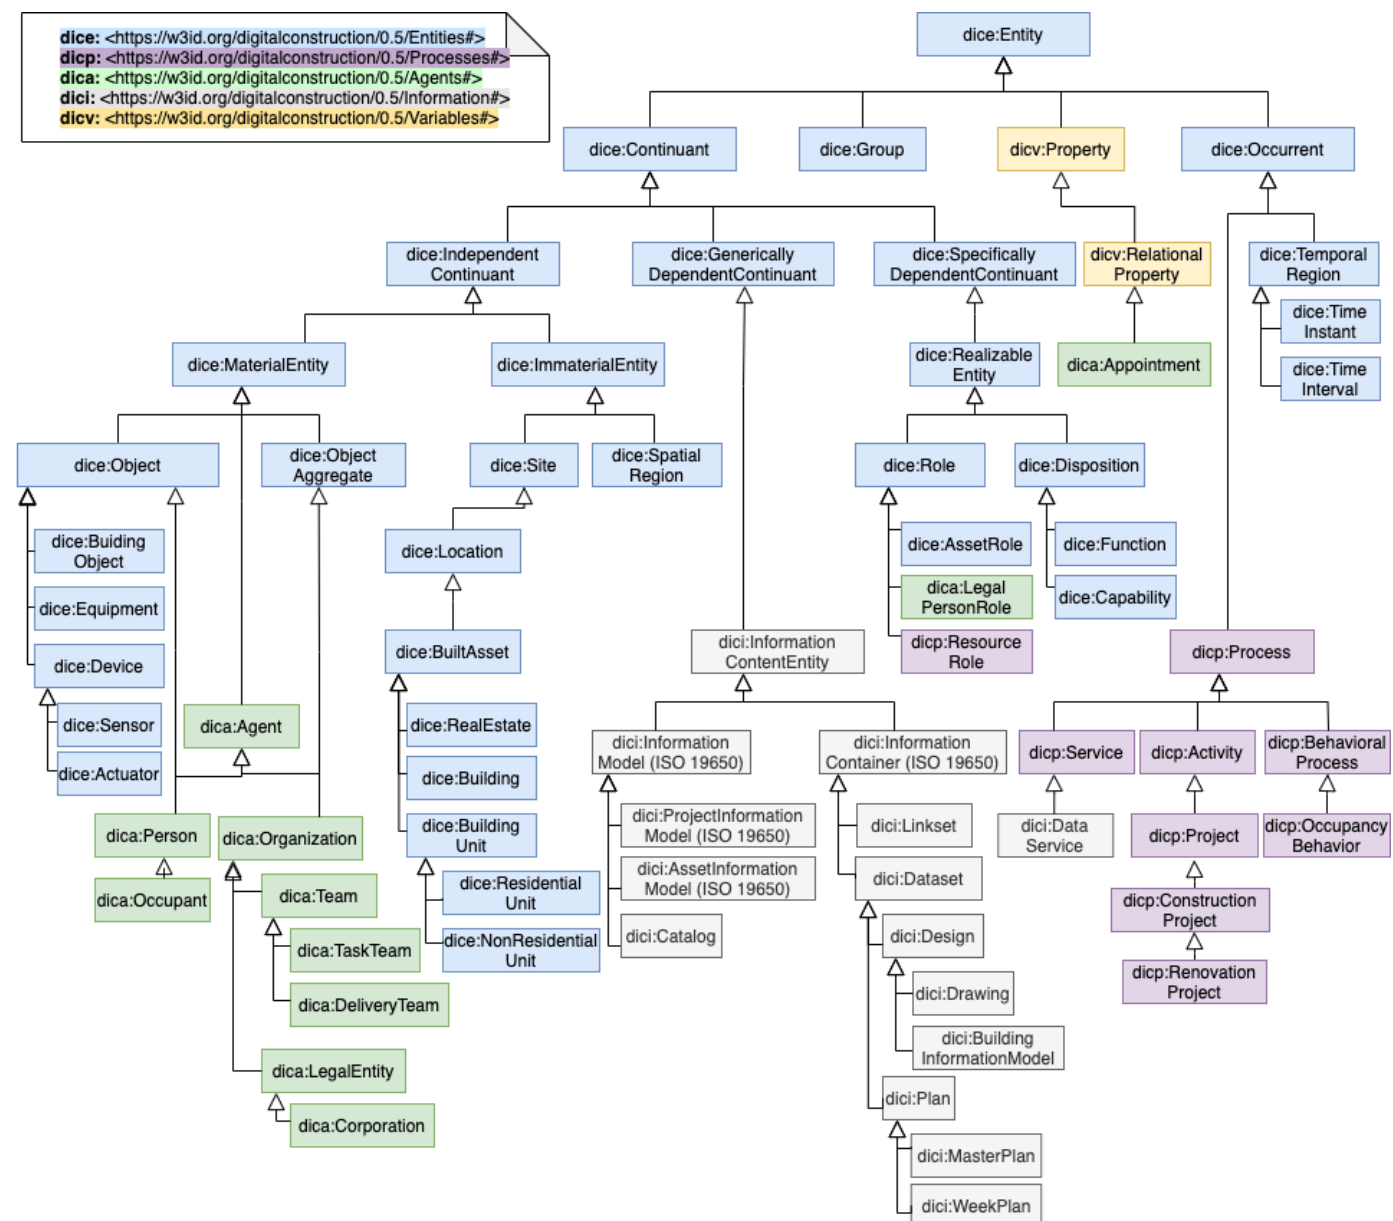 dice: <https://w3id.org/digitalconstruction/0.5/Entities#>
dicp: <https://w3id.org/digitalconstruction/0.5/Processes#>
dica: <https://w3id.org/digitalconstruction/0.5/Agents#>
dici: <https://w3id.org/digitalconstruction/0.5/Information#>
dicv: <https://w3id.org/digitalconstruction/0.5/Variables#>
dice:Entity
dice:Continuant
dice:Group
dicv:Property
dice:Occurrent
dice:Independent
Continuant
dice:Generically
DependentContinuant
dice:Specifically
DependentContinuant
dicv:Relational
Property
dice:Temporal
Region
dice:Time
Instant
dice:Time
Interval
dice:MaterialEntity
dice:ImmaterialEntity
dice:Realizable
Entity
dica:Appointment
dice:Object
dice:Object
Aggregate
dice:Site
dice:Spatial
Region
dice:Role
dice:Disposition
dice:Buiding
Object
dice:Equipment
dice:Device
dice:Sensor
dice:Actuator
dice:Location
dice:BuiltAsset
dice:RealEstate
dice:Building
dice:Building
Unit
dice:Residential
Unit
dice:NonResidential
Unit
dice:AssetRole
dica:Legal
PersonRole
dicp:Resource
Role
dice:Function
dice:Capability
dica:Agent
dica:Person
dica:Occupant
dica:Organization
dica:Team
dica:TaskTeam
dica:DeliveryTeam
dica:LegalEntity
dica:Corporation
dici:Information
ContentEntity
dici:Information
Model (ISO 19650)
dici:ProjectInformation
Model (ISO 19650)
dici:AssetInformation
Model (ISO 19650)
dici:Catalog
dici:Information
Container (ISO 19650)
dici:Linkset
dici:Dataset
dici:Design
dici:Drawing
dici:Building
InformationModel
dici:Plan
dici:MasterPlan
dici:WeekPlan
dicp:Process
dicp:Service
dici:Data
Service
dicp:Activity
dicp:Project
dicp:Construction
Project
dicp:Renovation
Project
dicp:Behavioral
Process
dicp:Occupancy
Behavior